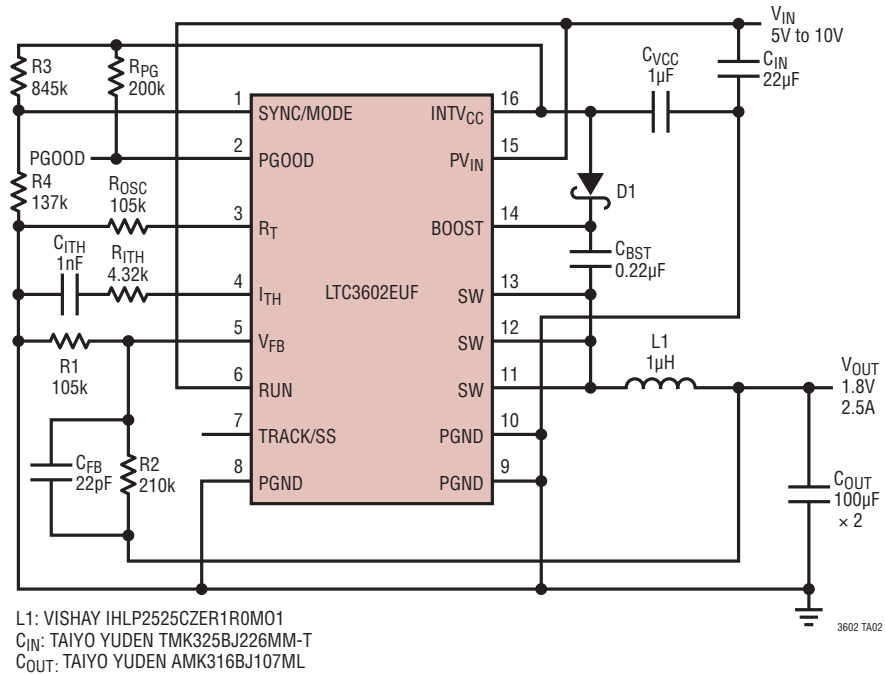 VIN
5V to 10V
R3
845k
RPG
200k
CVCC
1µF
CIN
22µF
1
SYNC/MODE
INTVCC
16
PGOOD
2
PGOOD
PVIN
15
R4
137k
D1
ROSC
105k
3
RT
BOOST
14
CITH
1nF
RITH
4.32k
CBST
0.22µF
4
ITH
LTC3602EUF
SW
13
5
VFB
SW
12
R1
105k
L1
1µH
6
RUN
SW
11
VOUT
1.8V
2.5A
7
TRACK/SS
PGND
10
CFB
22pF
R2
210k
8
PGND
PGND
9
COUT
100µF
× 2
L1: VISHAY IHLP2525CZER1R0MO1
CIN: TAIYO YUDEN TMK325BJ226MM-T
COUT: TAIYO YUDEN AMK316BJ107ML
3602 TA02